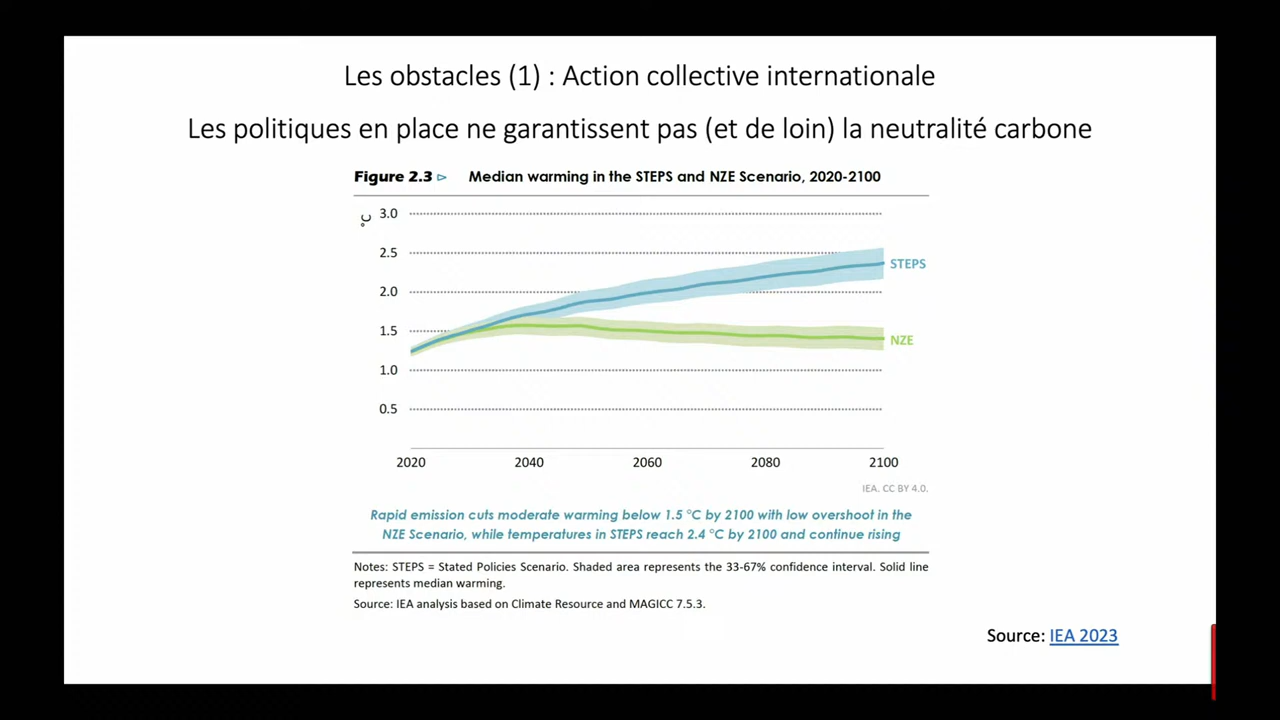 Les obstacles (1) : Action collective internationale
Les politiques en place ne garantissent pas (et de loin) la neutralité carbone
Figure 2.3 ▻ Median warming in the STEPS and NZE Scenario, 2020-2100
°C
3.0
2.5
2.0
1.5
1.0
0.5
STEPS
NZE
2020 2040 2060 2080 2100
IEA. CC BY 4.0.
Rapid emission cuts moderate warming below 1.5 °C by 2100 with low overshoot in the
NZE Scenario, while temperatures in STEPS reach 2.4 °C by 2100 and continue rising
Notes: STEPS = Stated Policies Scenario. Shaded area represents the 33-67% confidence interval. Solid line
represents median warming.
Source: IEA analysis based on Climate Resource and MAGICC 7.5.3.
Source: IEA 2023